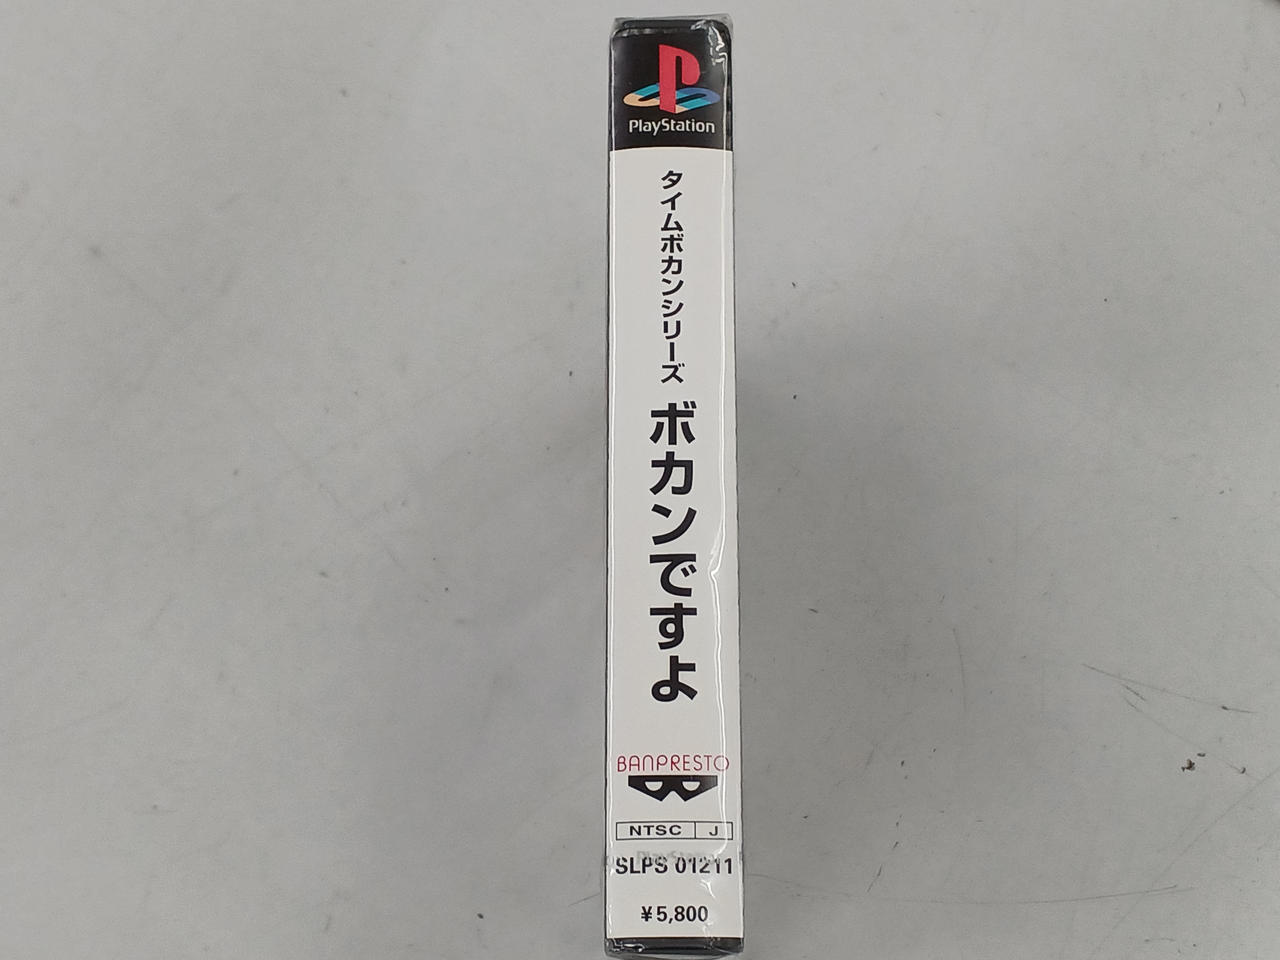 PlayStation
タイムボカンシリーズ
ボカンですよ
BANPRESTO
NTSC J
PlayStation
SLPS 01211
¥5,800